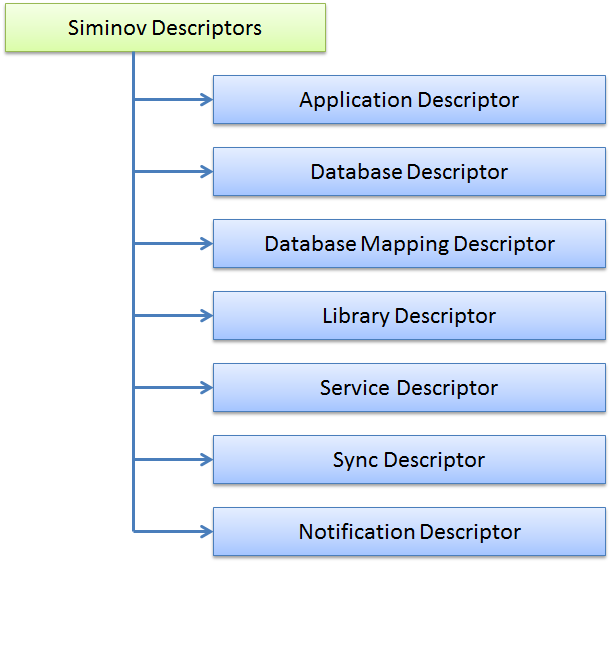 Siminov Descriptors
Application Descriptor
Database Descriptor
Database Mapping Descriptor
Library Descriptor
Service Descriptor
Sync Descriptor
Notification Descriptor